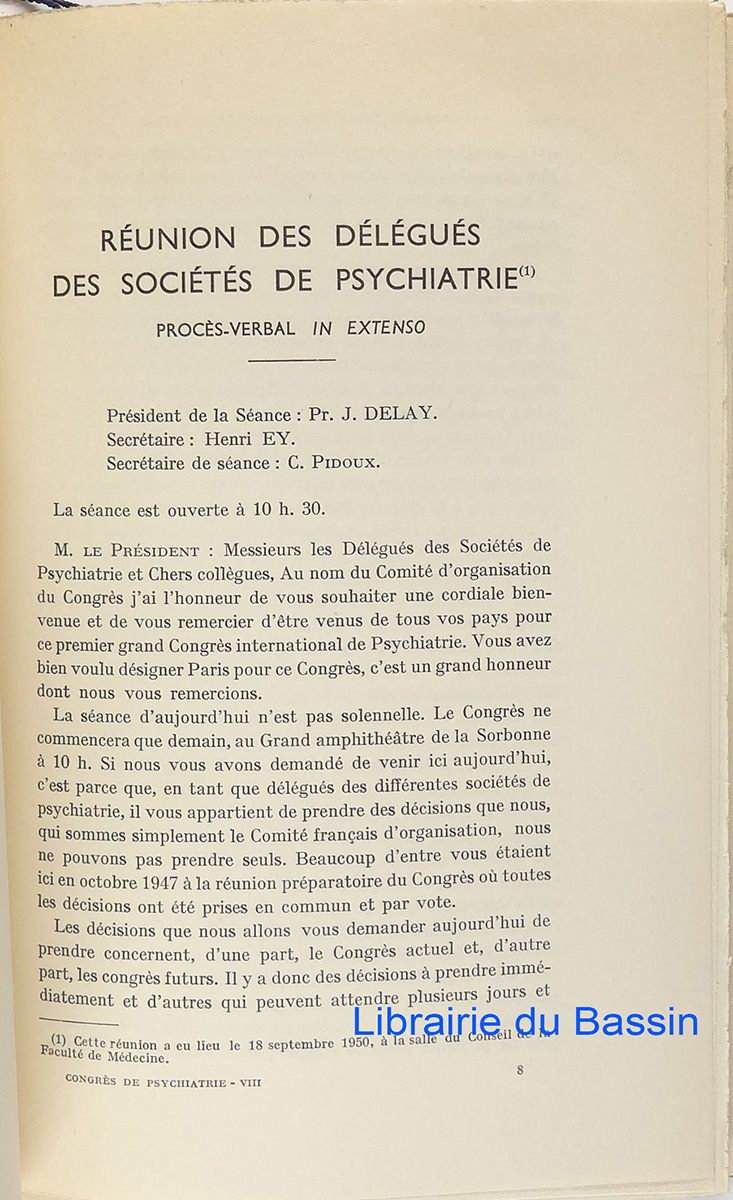 RÉUNION DES DÉLÉGUÉS
DES SOCIÉTÉS DE PSYCHIATRIE(1)
PROCÈS-VERBAL IN EXTENSO
Président de la Séance : Pr. J. DELAY.
Secrétaire : Henri EY.
Secrétaire de séance : C. PIDOUX.
La séance est ouverte à 10 h. 30.
M. LE PRÉSIDENT : Messieurs les Délégués des Sociétés de
Psychiatrie et Chers collègues, Au nom du Comité d'organisation
du Congrès j'ai l'honneur de vous souhaiter une cordiale bien-
venue et de vous remercier d'être venus de tous vos pays pour
ce premier grand Congrès international de Psychiatrie. Vous avez
bien voulu désigner Paris pour ce Congrès, c'est un grand honneur
dont nous vous remercions.
La séance d'aujourd'hui n'est pas solennelle. Le Congrès ne
commencera que demain, au Grand amphithéâtre de la Sorbonne
à 10 h. Si nous vous avons demandé de venir ici aujourd'hui,
c'est parce que, en tant que délégués des différentes sociétés de
psychiatrie, il vous appartient de prendre des décisions que nous,
qui sommes simplement le Comité français d'organisation, nous
ne pouvons pas prendre seuls. Beaucoup d'entre vous étaient
ici en octobre 1947 à la réunion préparatoire du Congrès où toutes
les décisions ont été prises en commun et par vote.
Les décisions que nous allons vous demander aujourd'hui de
prendre concernent, d'une part, le Congrès actuel et, d'autre
part, les congrès futurs. Il y a donc des décisions à prendre immé-
diatement et d'autres qui peuvent attendre plusieurs jours et
Librairie du Bassin
(1) Cette réunion a eu lieu le 18 septembre 1950, à la salle du Conseil de la
Faculté de Médecine.
CONGRÈS DE PSYCHIATRIE - VIII
8